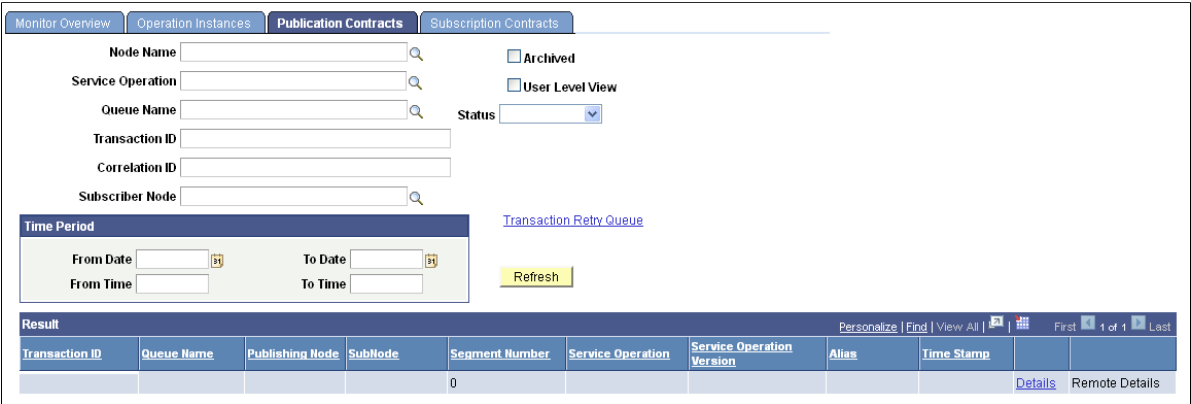 Monitor Overview Operation Instances Publication Contracts Subscription Contracts
Node Name Archived
Service Operation User Level View
Queue Name Status
Transaction ID
Correlation ID
Subscriber Node
Time Period Transaction Retry Queue
From Date 31 To Date 31
From Time To Time Refresh
Result Personalize | Find | View All | | First 1 of 1 Last
Transaction ID Queue Name Publishing Node SubNode Segment Number Service Operation Service Operation Version Alias Time Stamp
0 Details Remote Details